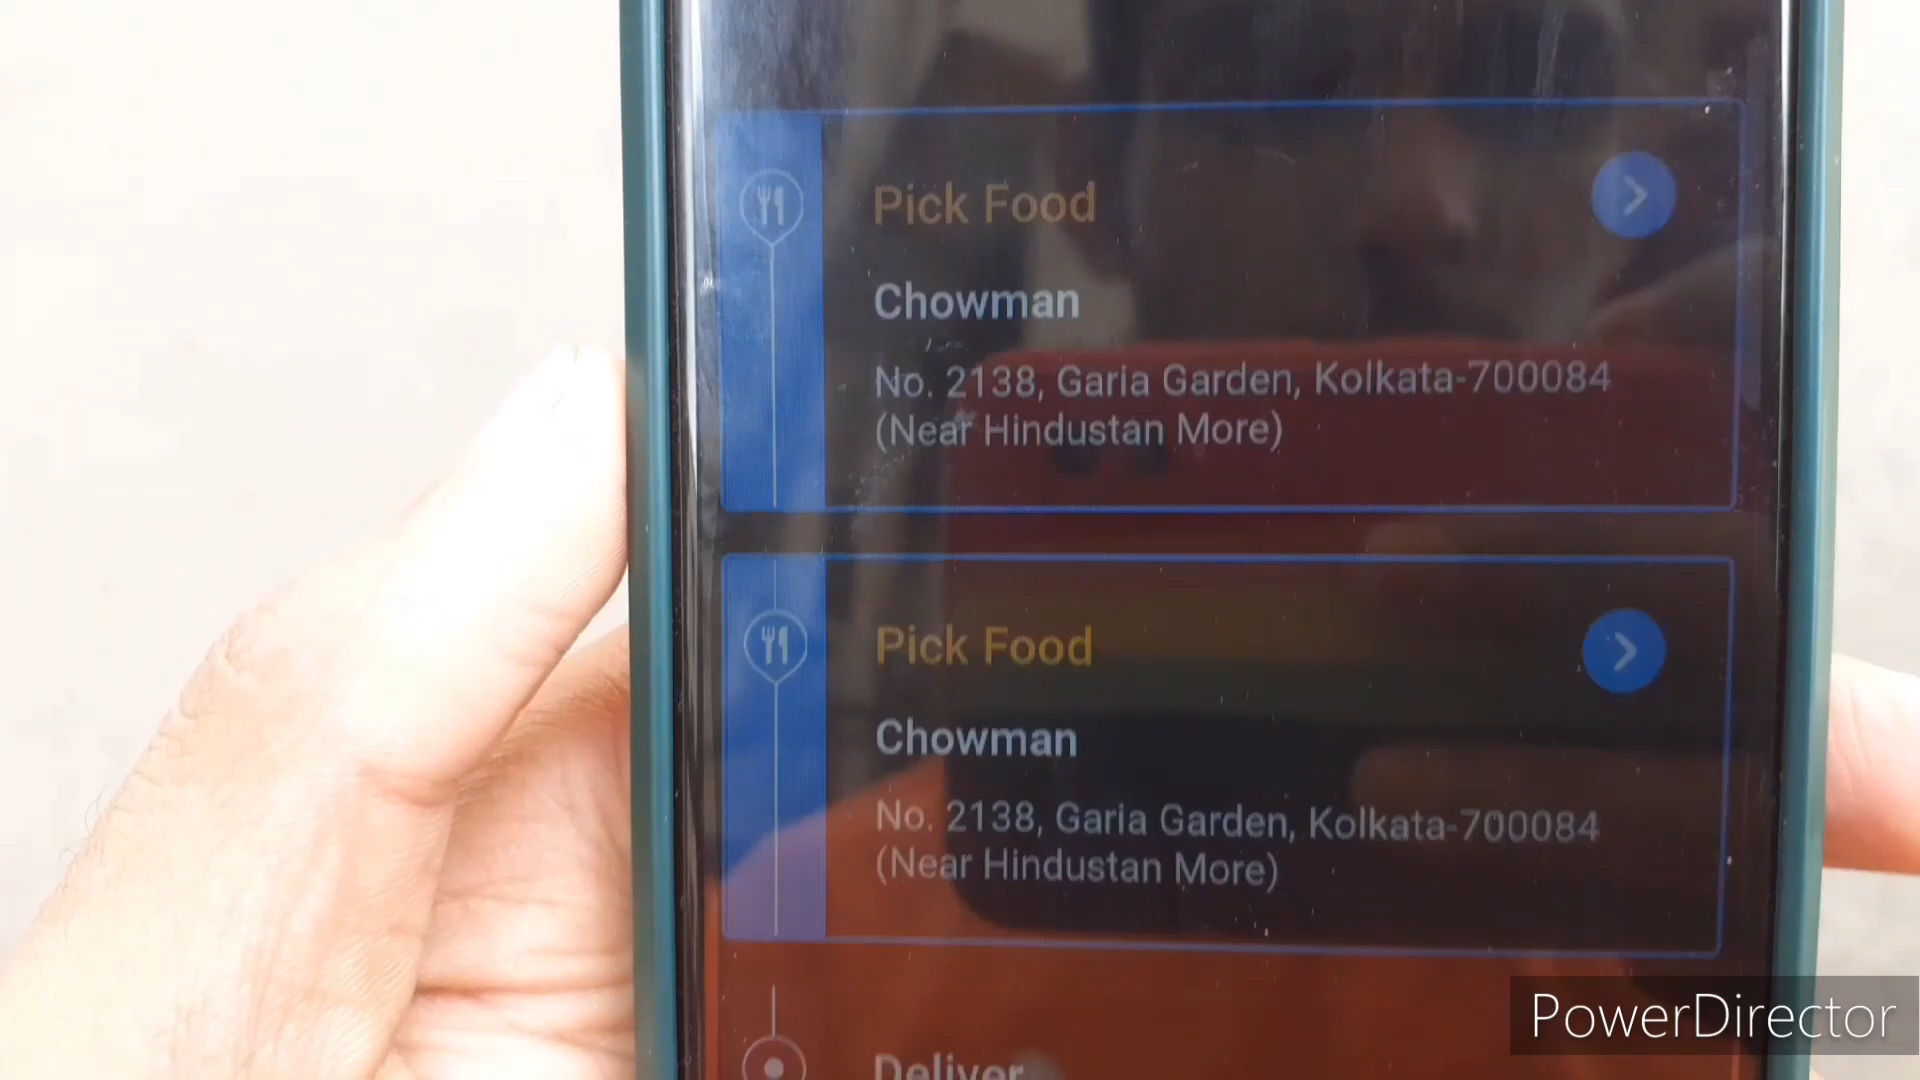 Pick Food
Chowman
No. 2138, Garia Garden, Kolkata-700084
(Near Hindustan More)
Pick Food
Chowman
No. 2138, Garia Garden, Kolkata-700084
(Near Hindustan More)
Deliver
PowerDirector